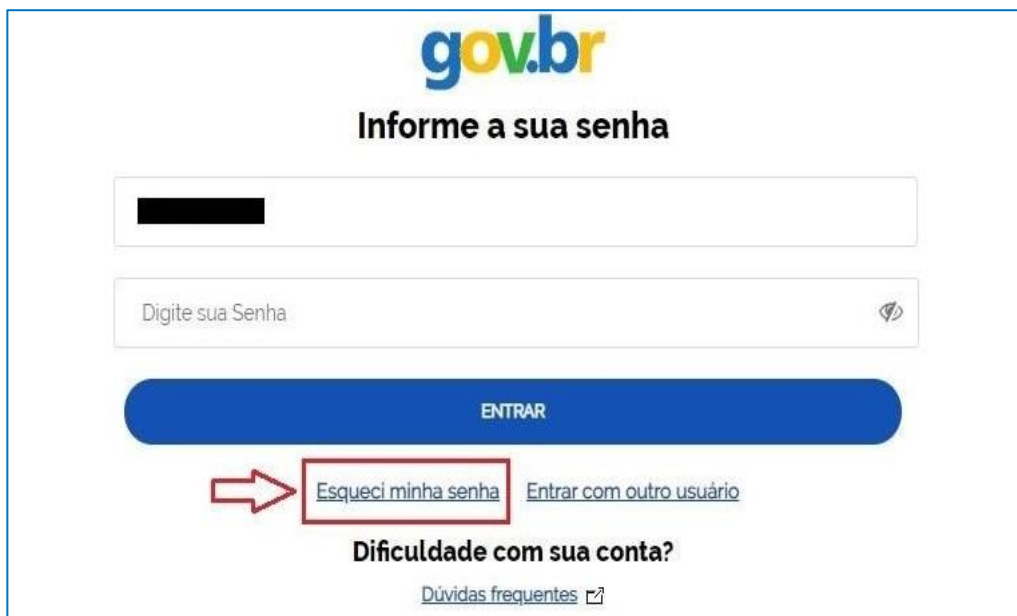 gov.br
Informe a sua senha
Digite sua Senha
ENTRAR
Esqueci minha senha Entrar com outro usuário
Dificuldade com sua conta?
Dúvidas frequentes